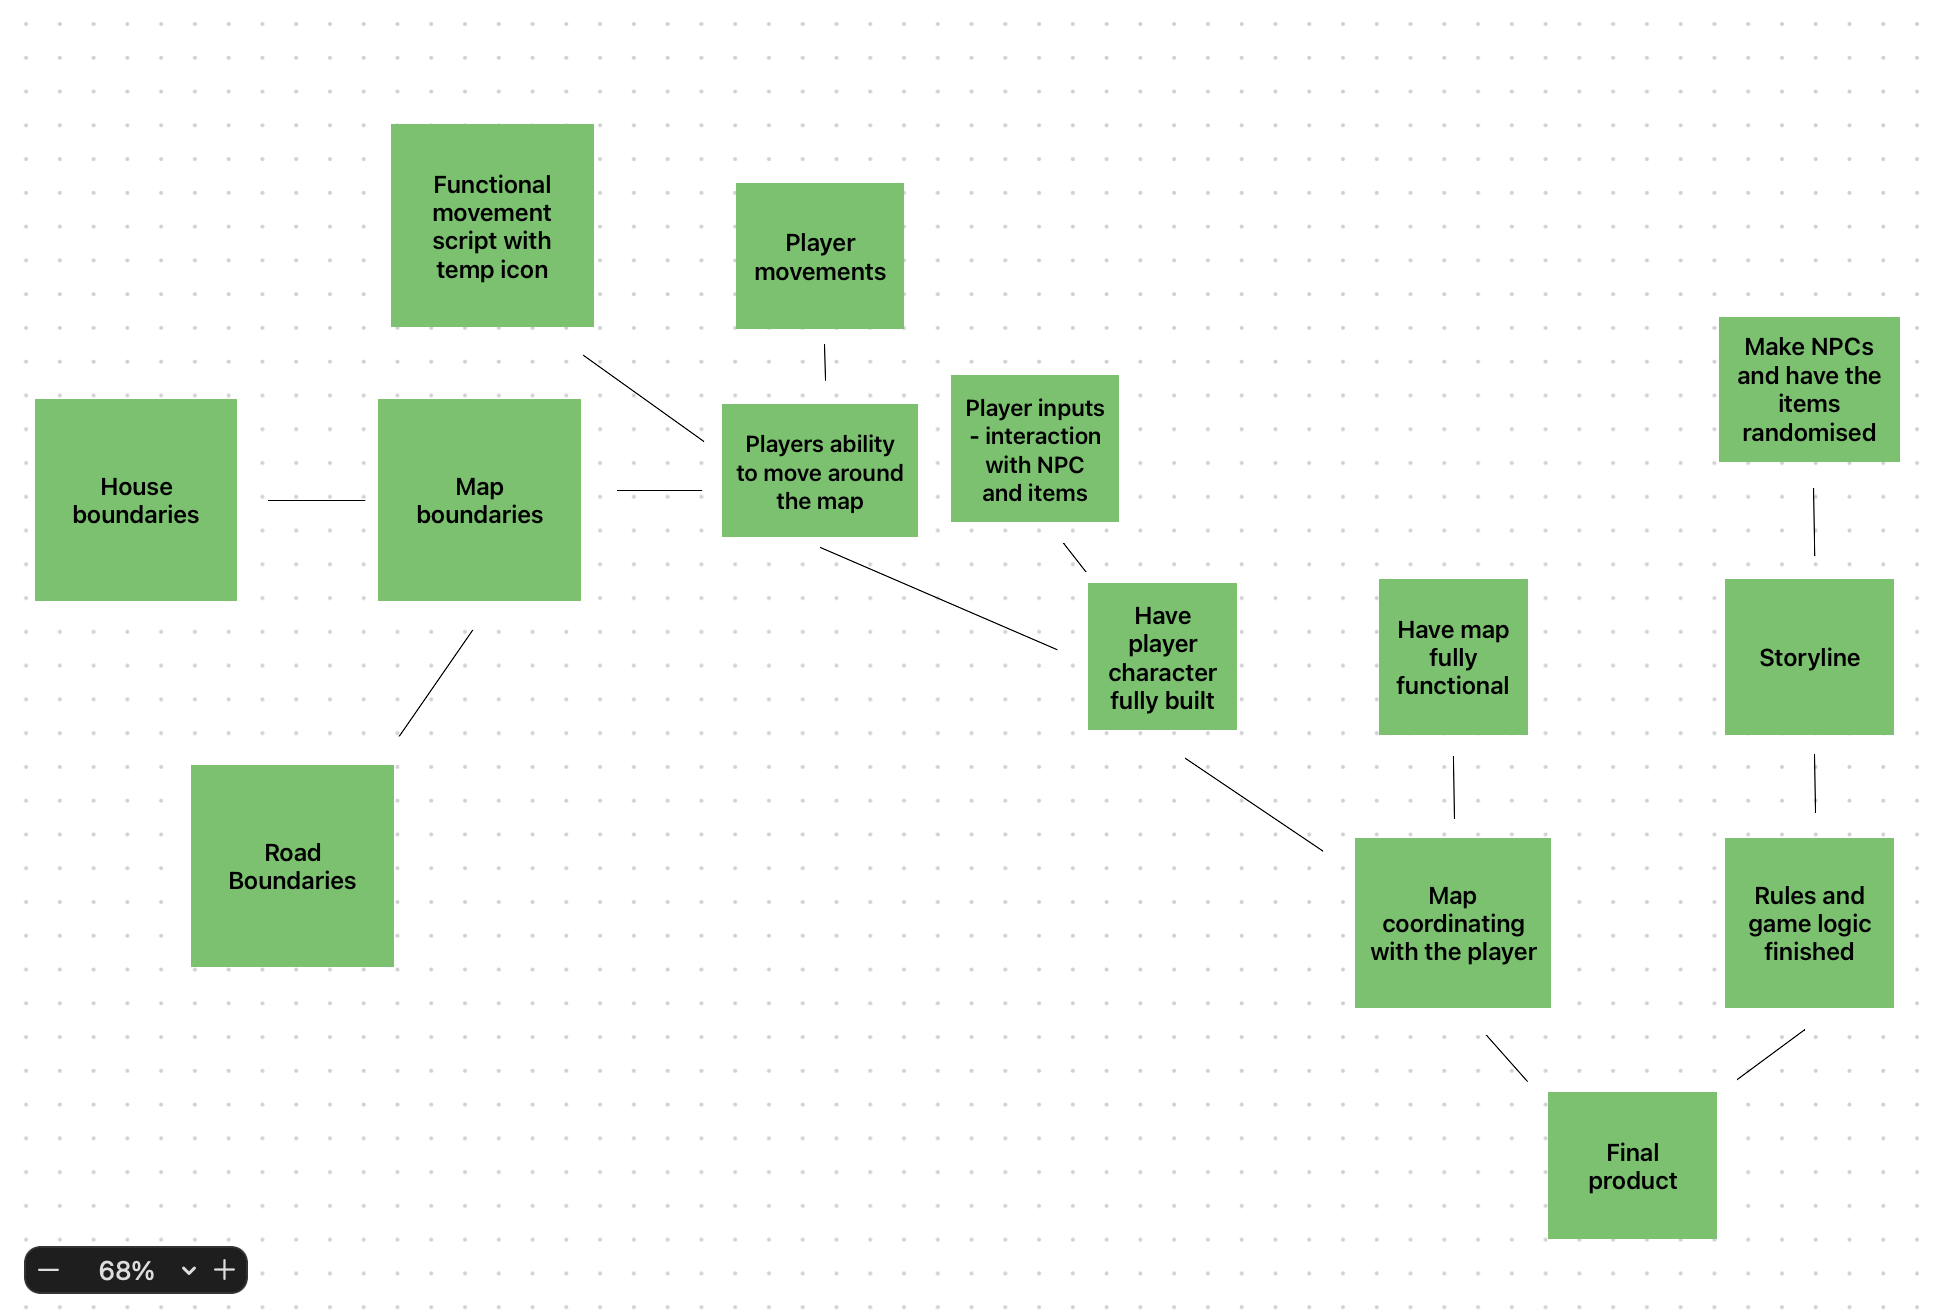 Functional
movement
script with
temp icon
Player
movements
Make NPCs
and have the
items
randomised
House
boundaries
Map
boundaries
Players ability
to move around
the map
Player inputs
- interaction
with NPC
and items
Have
player
character
fully built
Have map
fully
functional
Storyline
Road
Boundaries
Map
coordinating
with the player
Rules and
game logic
finished
Final
product
68%